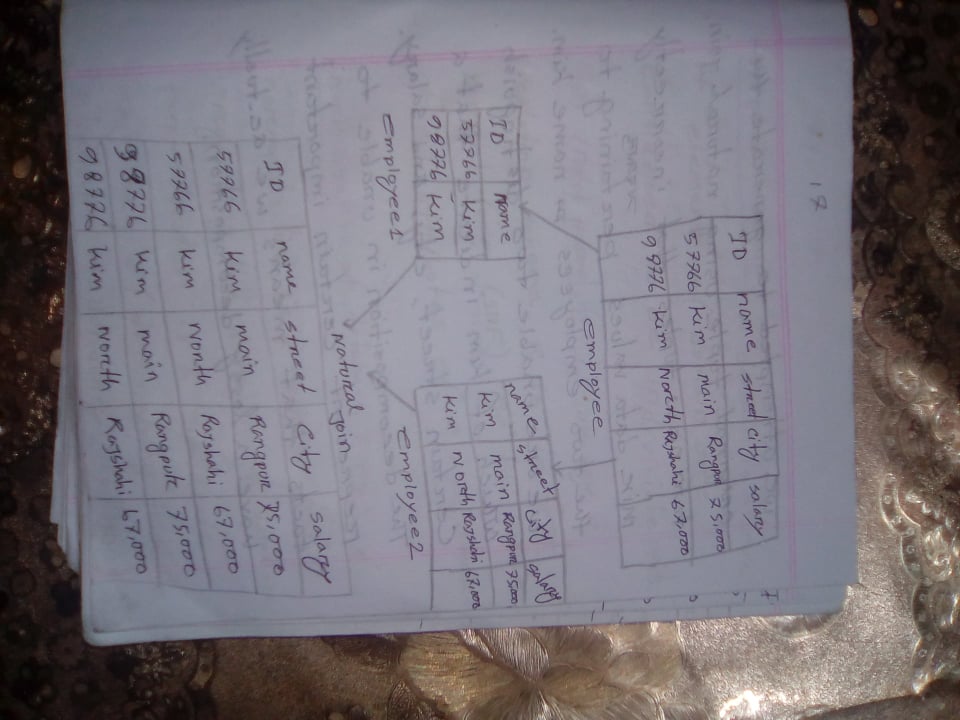 17
ID name street city salary
57766 Kim main Rangpur 75,000
98776 Kim North Rajshahi 67,000
employee
ID name
57766 Kim
98776 Kim
employee1
name street city salary
Kim main Rangpur 75000
Kim North Rajshahi 67,000
employee2
Natural join
ID name street City salary
57766 Kim main Rangpur 75,000
57766 Kim North Rajshahi 67,000
98776 Kim main Rangpur 75,000
98776 Kim North Rajshahi 67,000